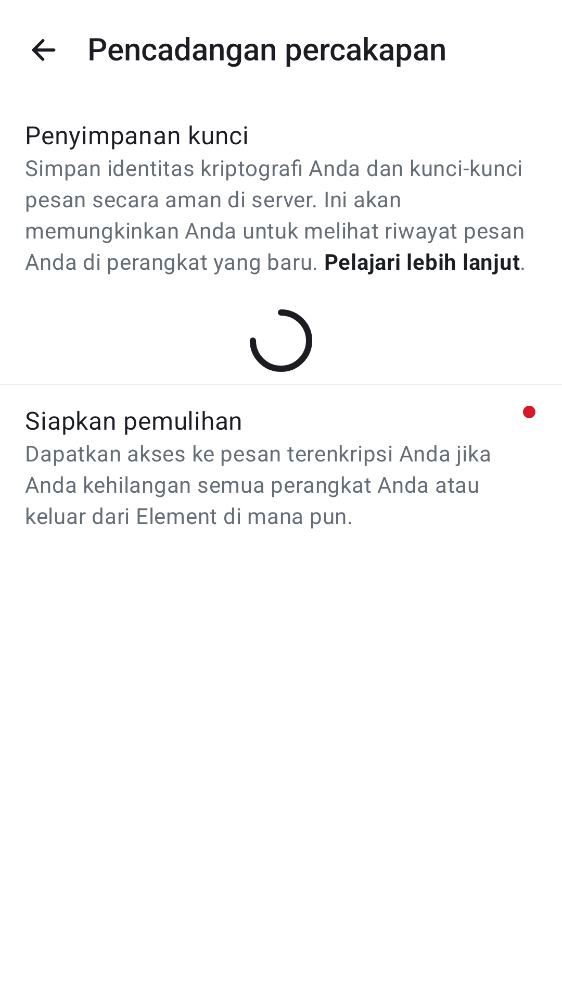 Pencadangan percakapan
Penyimpanan kunci
Simpan identitas kriptografi Anda dan kunci-kunci
pesan secara aman di server. Ini akan
memungkinkan Anda untuk melihat riwayat pesan
Anda di perangkat yang baru. Pelajari lebih lanjut.
Siapkan pemulihan
Dapatkan akses ke pesan terenkripsi Anda jika
Anda kehilangan semua perangkat Anda atau
keluar dari Element di mana pun.